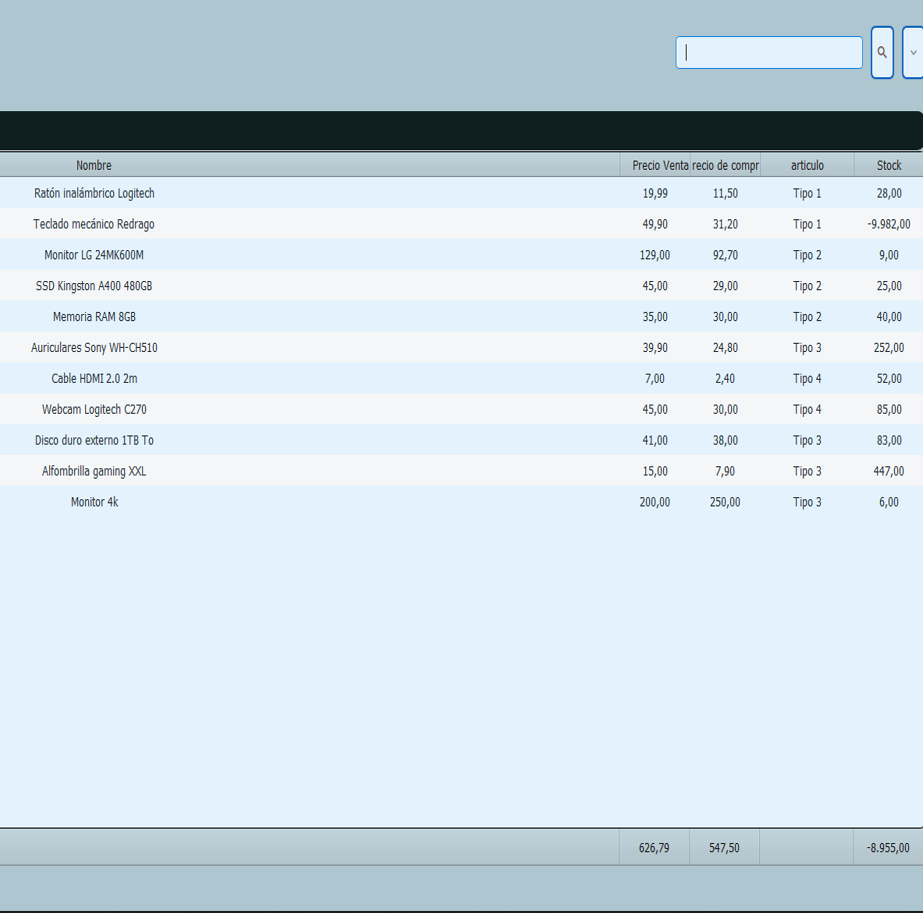 Nombre Precio Venta recio de compr articulo Stock
Ratón inalámbrico Logitech 19,99 11,50 Tipo 1 28,00
Teclado mecánico Redrago 49,90 31,20 Tipo 1 -9.982,00
Monitor LG 24MK600M 129,00 92,70 Tipo 2 9,00
SSD Kingston A400 480GB 45,00 29,00 Tipo 2 25,00
Memoria RAM 8GB 35,00 30,00 Tipo 2 40,00
Auriculares Sony WH-CH510 39,90 24,80 Tipo 3 252,00
Cable HDMI 2.0 2m 7,00 2,40 Tipo 4 52,00
Webcam Logitech C270 45,00 30,00 Tipo 4 85,00
Disco duro externo 1TB To 41,00 38,00 Tipo 3 83,00
Alfombrilla gaming XXL 15,00 7,90 Tipo 3 447,00
Monitor 4k 200,00 250,00 Tipo 3 6,00
626,79 547,50 -8.955,00